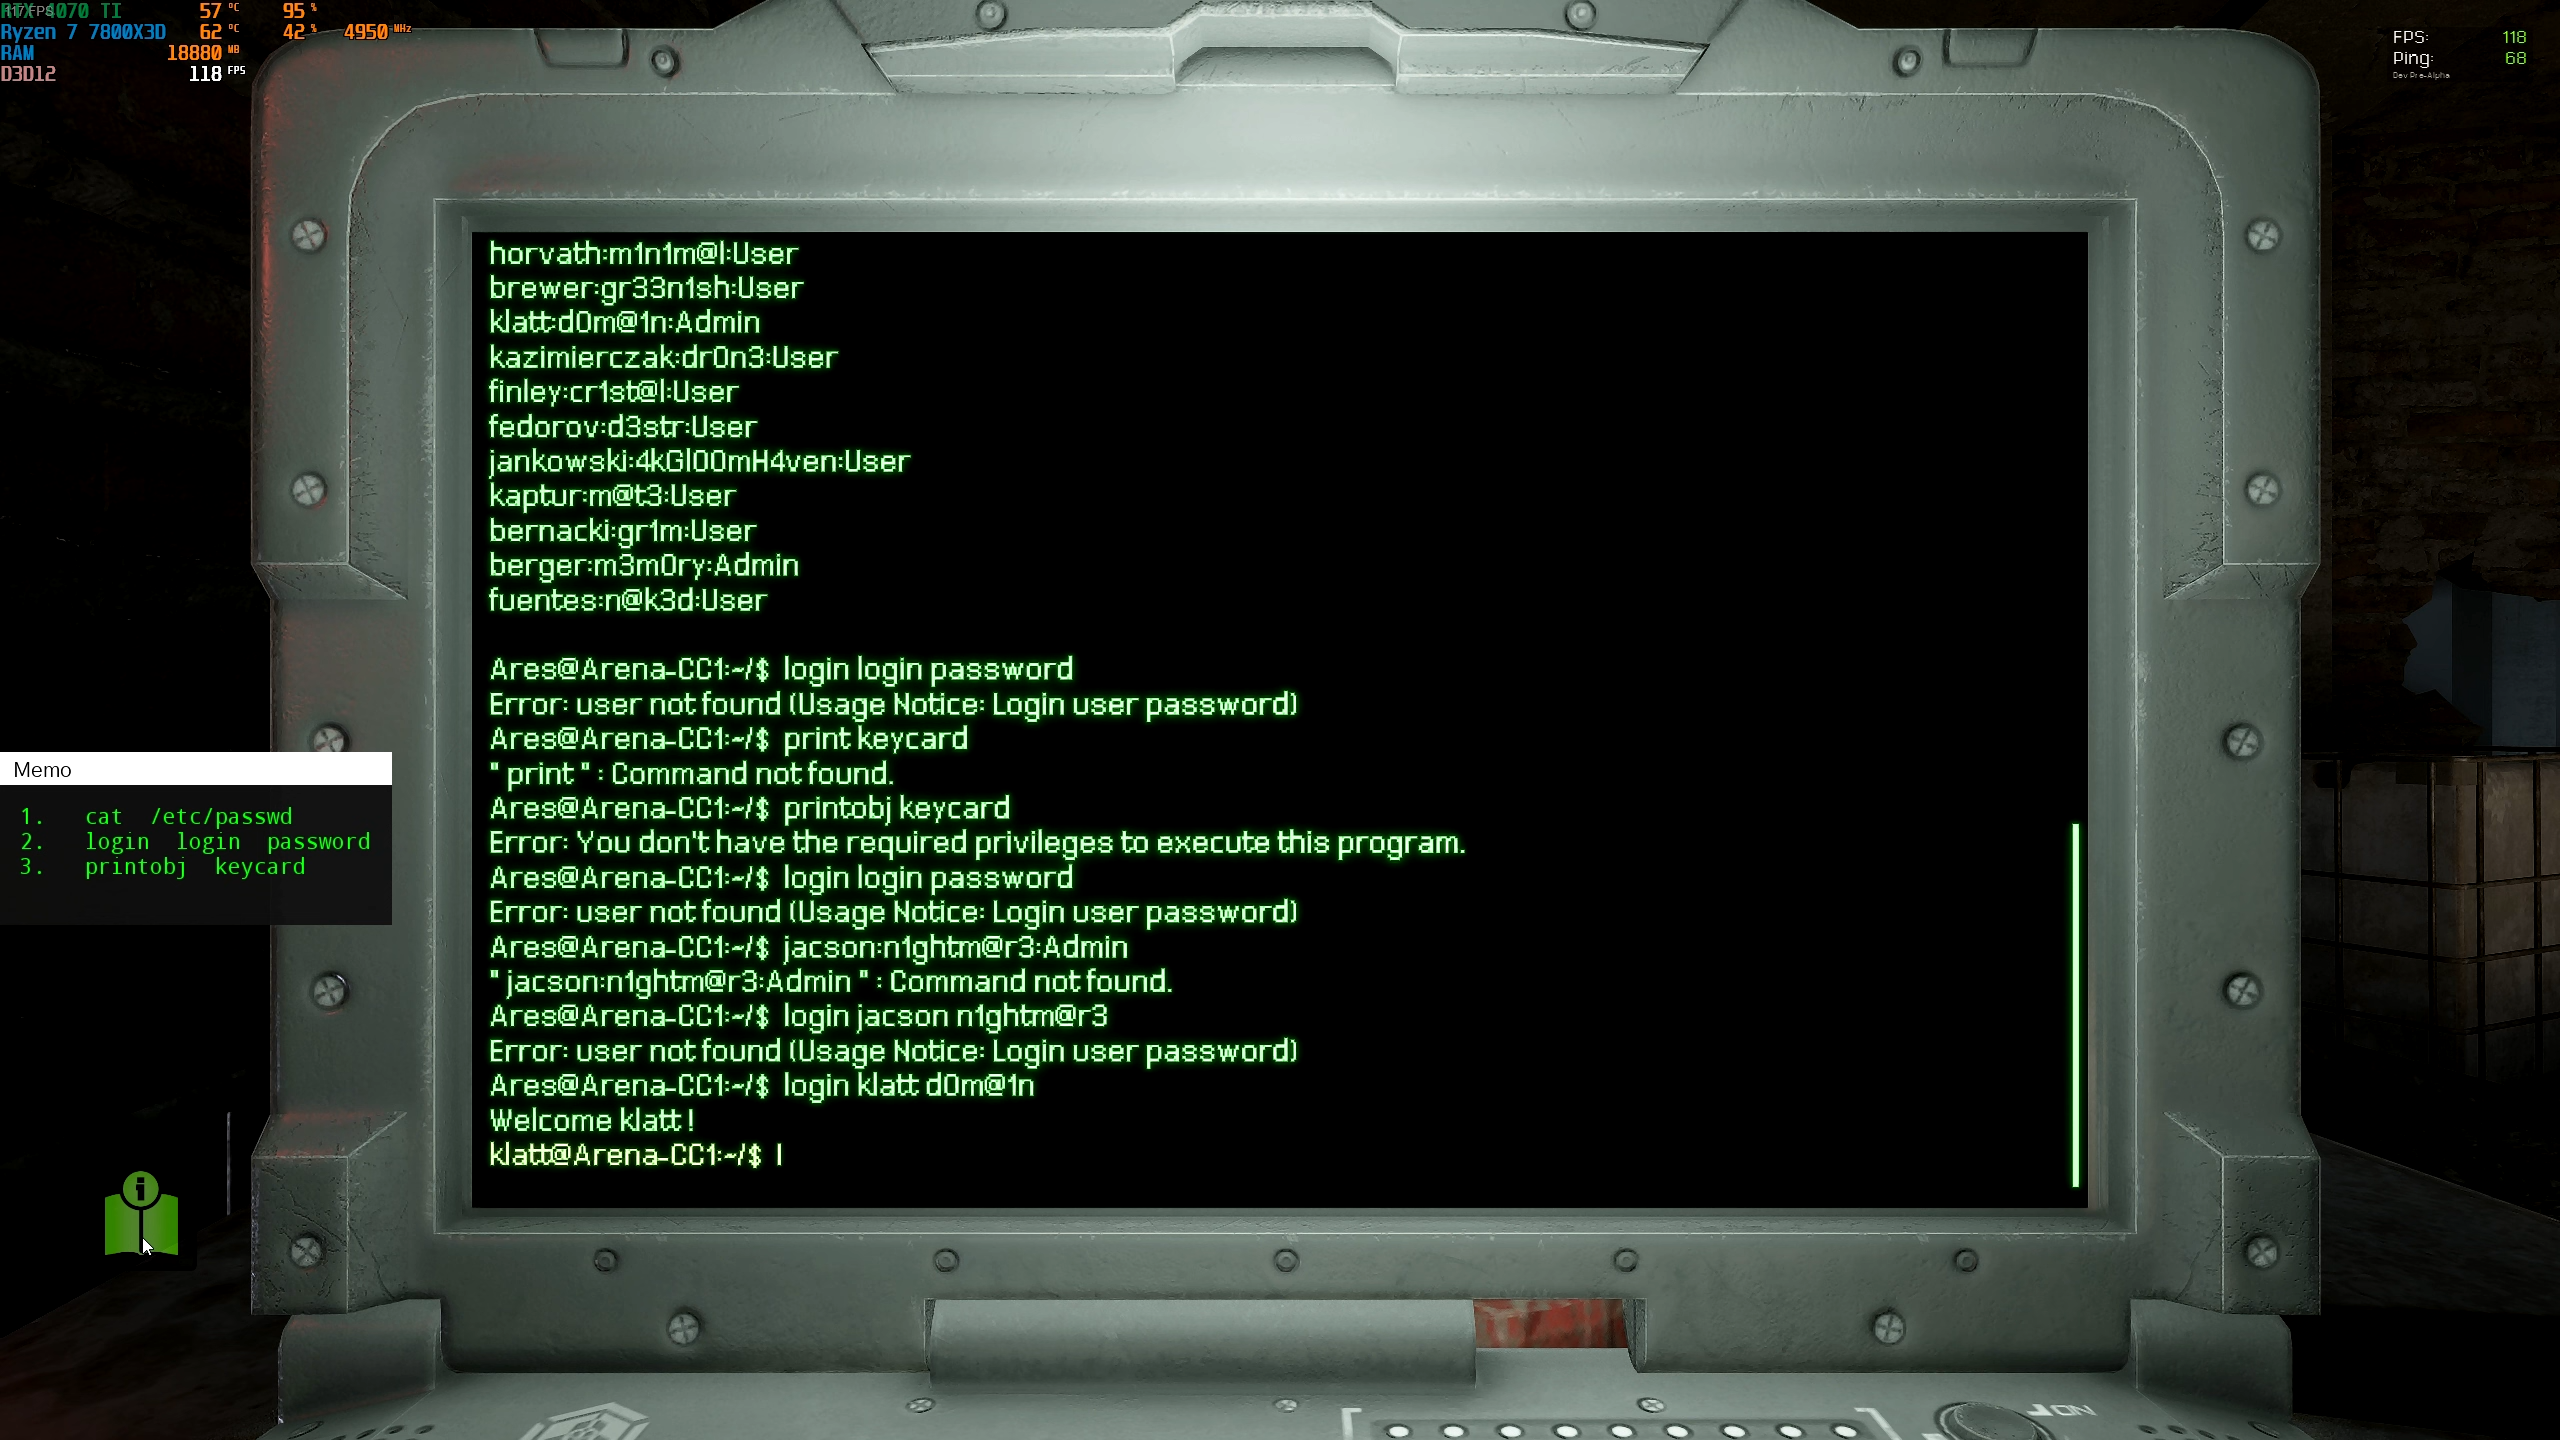 RTX 4070 TI 57 °C 95 %
Ryzen 7 7800X3D 62 °C 42 % 4950 MHz
RAM 18880 MB
D3D12 118 FPS
FPS: 118
Ping: 68
Dev Pre-Alpha
horvath:m1n1m@l:User
brewer:gr33n1sh:User
klatt:d0m@1n:Admin
kazimierczak:dr0n3:User
finley:cr1st@l:User
fedorov:d3str:User
jankowski:4kGl00mH4ven:User
kaptur:m@t3:User
bernacki:gr1m:User
berger:m3m0ry:Admin
fuentes:n@k3d:User
Ares@Arena-CC1:~/$ login login password
Error: user not found (Usage Notice: Login user password)
Ares@Arena-CC1:~/$ print keycard
" print " : Command not found.
Ares@Arena-CC1:~/$ printobj keycard
Error: You don't have the required privileges to execute this program.
Ares@Arena-CC1:~/$ login login password
Error: user not found (Usage Notice: Login user password)
Ares@Arena-CC1:~/$ jacson:n1ghtm@r3:Admin
" jacson:n1ghtm@r3:Admin " : Command not found.
Ares@Arena-CC1:~/$ login jacson n1ghtm@r3
Error: user not found (Usage Notice: Login user password)
Ares@Arena-CC1:~/$ login klatt d0m@1n
Welcome klatt !
klatt@Arena-CC1:~/$
Memo
1. cat /etc/passwd
2. login login password
3. printobj keycard
i
ON